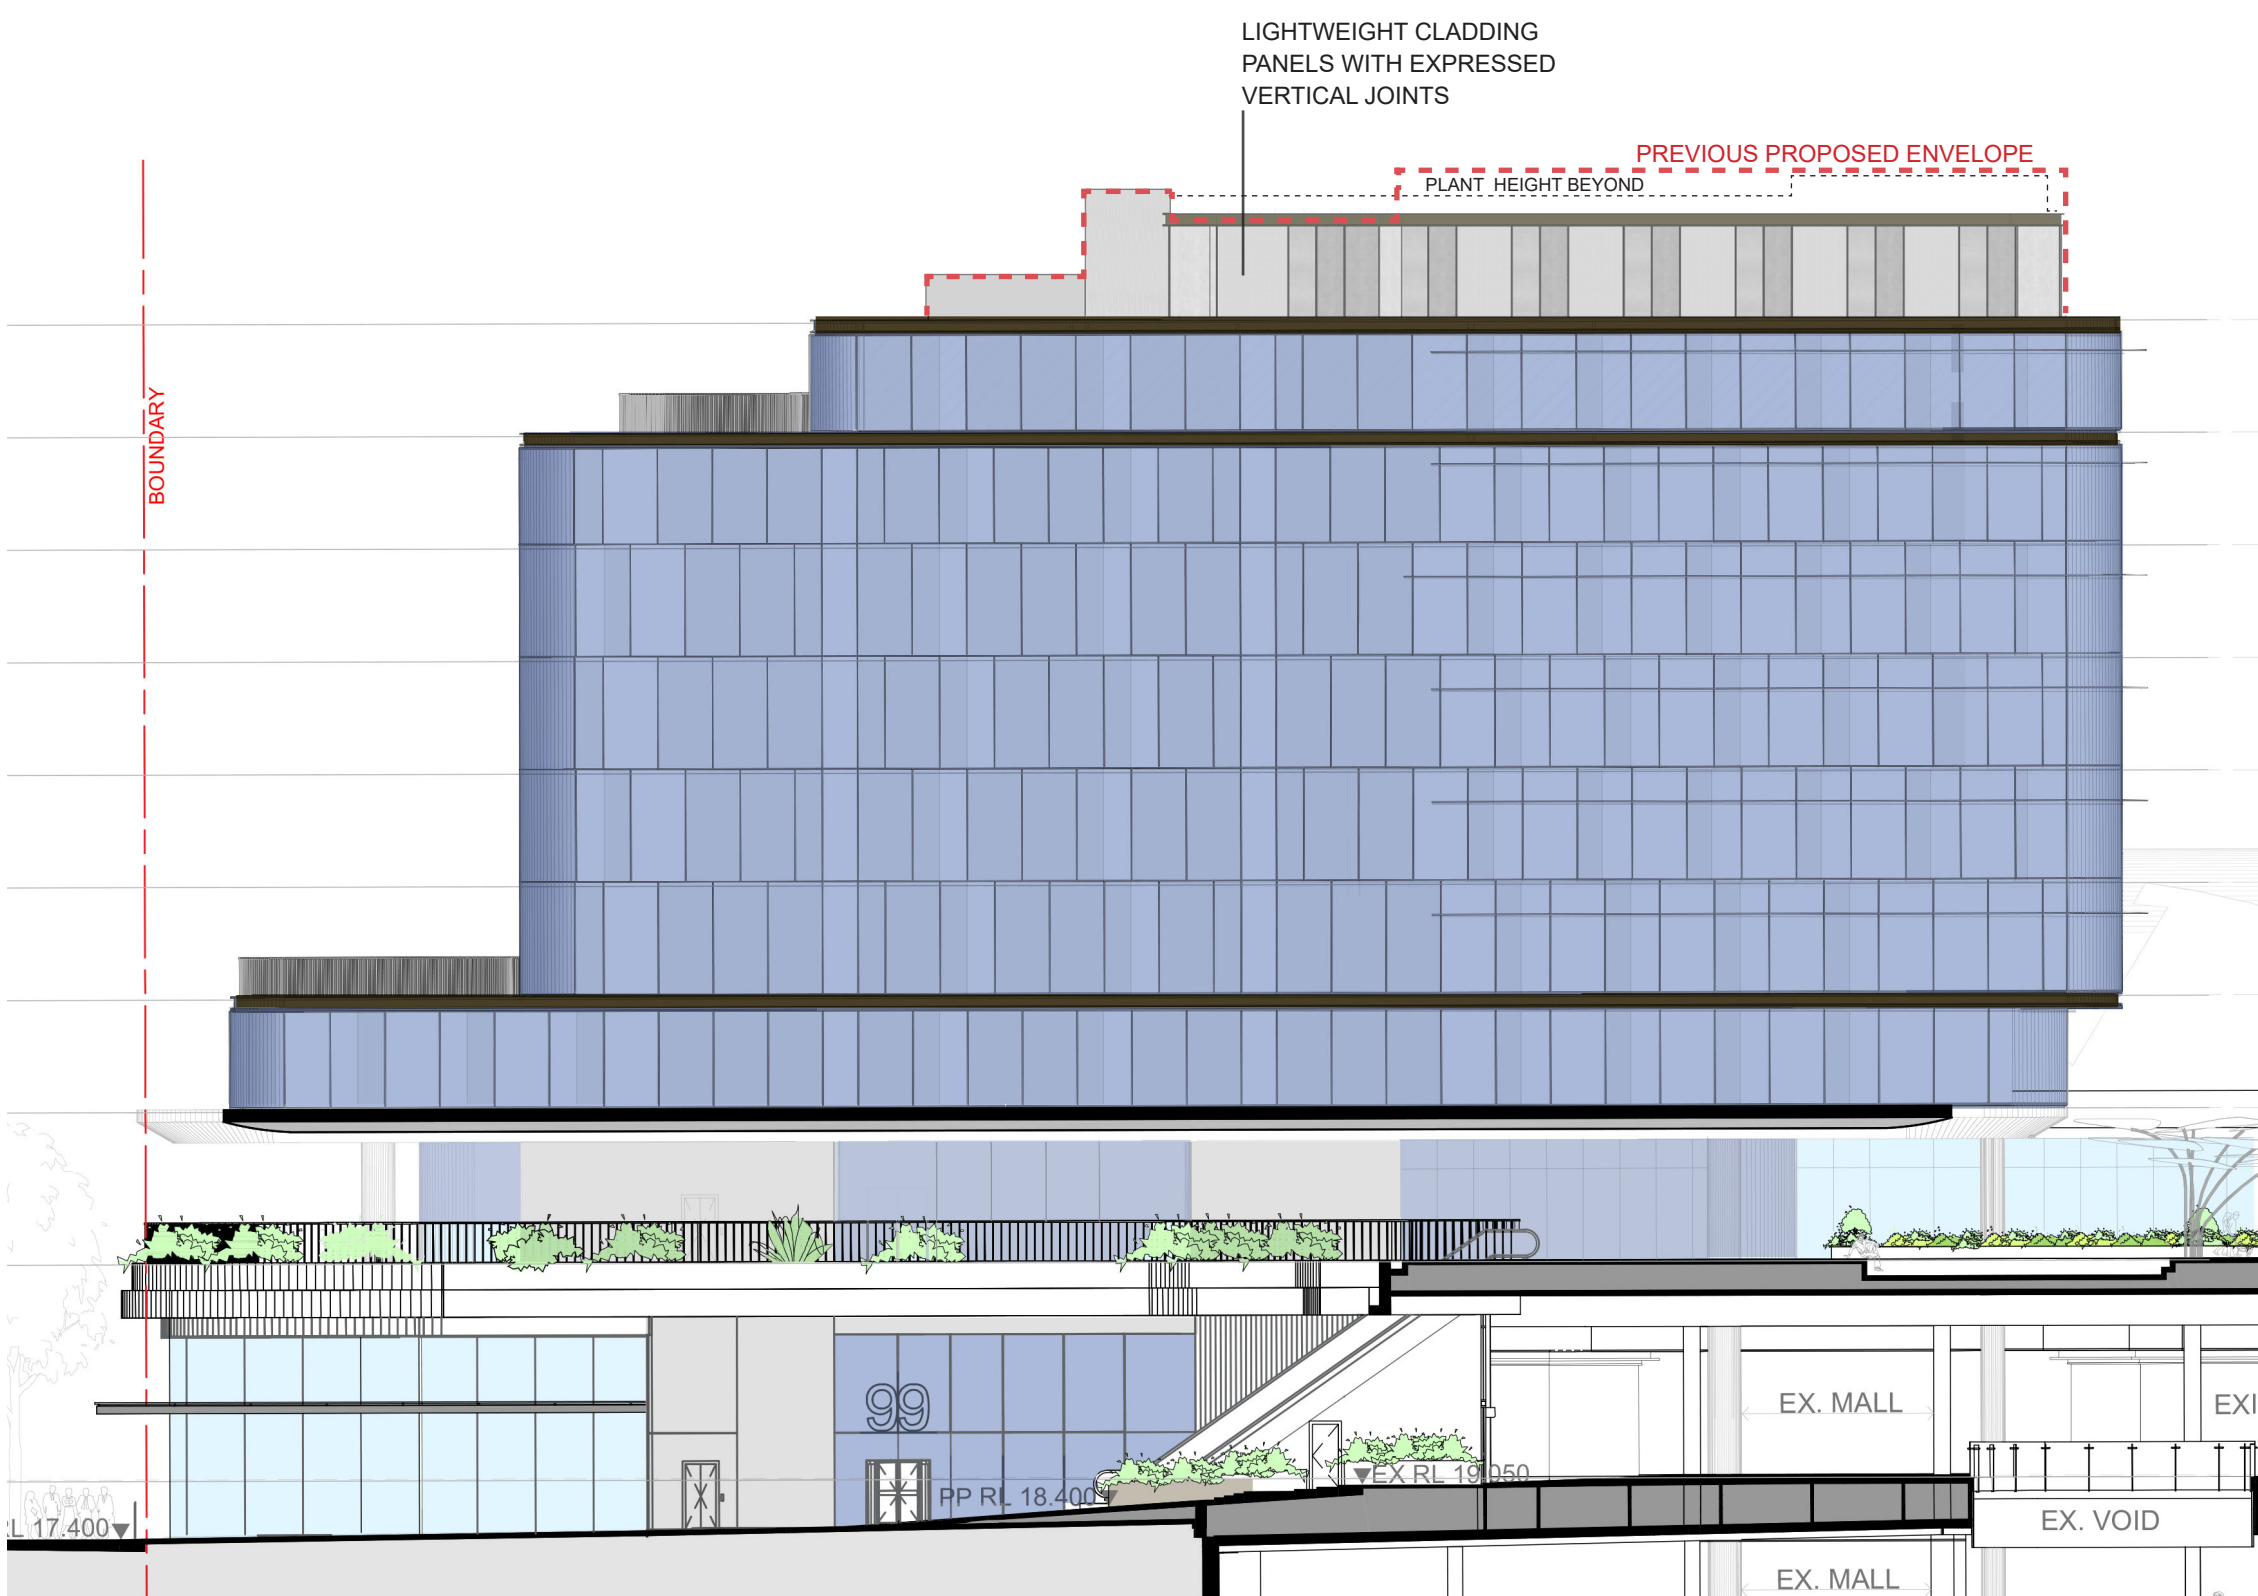 LIGHTWEIGHT CLADDING
PANELS WITH EXPRESSED
VERTICAL JOINTS
PREVIOUS PROPOSED ENVELOPE
PLANT HEIGHT BEYOND
BOUNDARY
99
EX. MALL
EXI
EX RL 19.050
PP RL 18.400
L 17.400
EX. VOID
EX. MALL